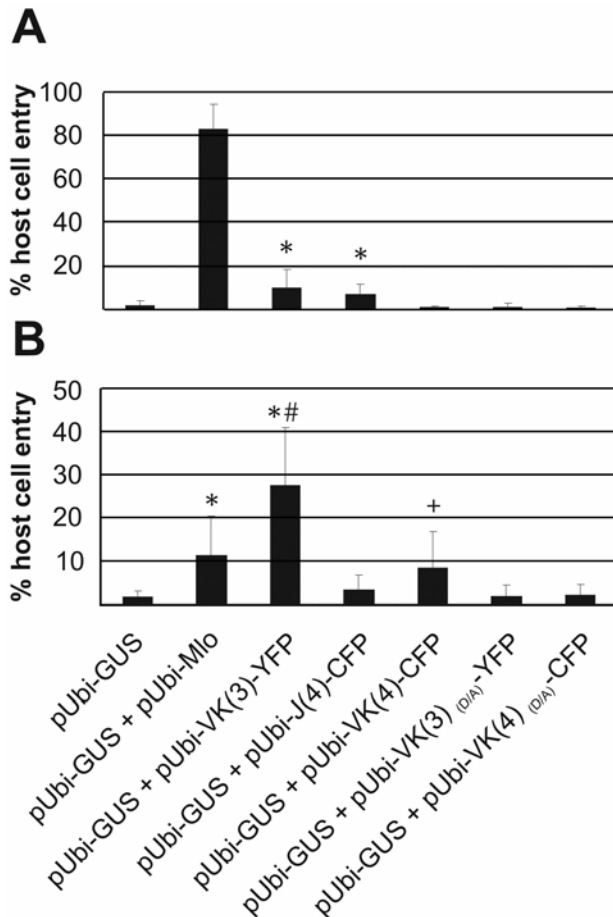 A
% host cell entry
100
80
60
40
20
*
*
B
% host cell entry
50
40
30
20
10
*
*#
+
pUbi-GUS
pUbi-GUS + pUbi-Mlo
pUbi-GUS + pUbi-VK(3)-YFP
pUbi-GUS + pUbi-J(4)-CFP
pUbi-GUS + pUbi-VK(4)-CFP
pUbi-GUS + pUbi-VK(3) (D/A)-YFP
pUbi-GUS + pUbi-VK(4) (D/A)-CFP